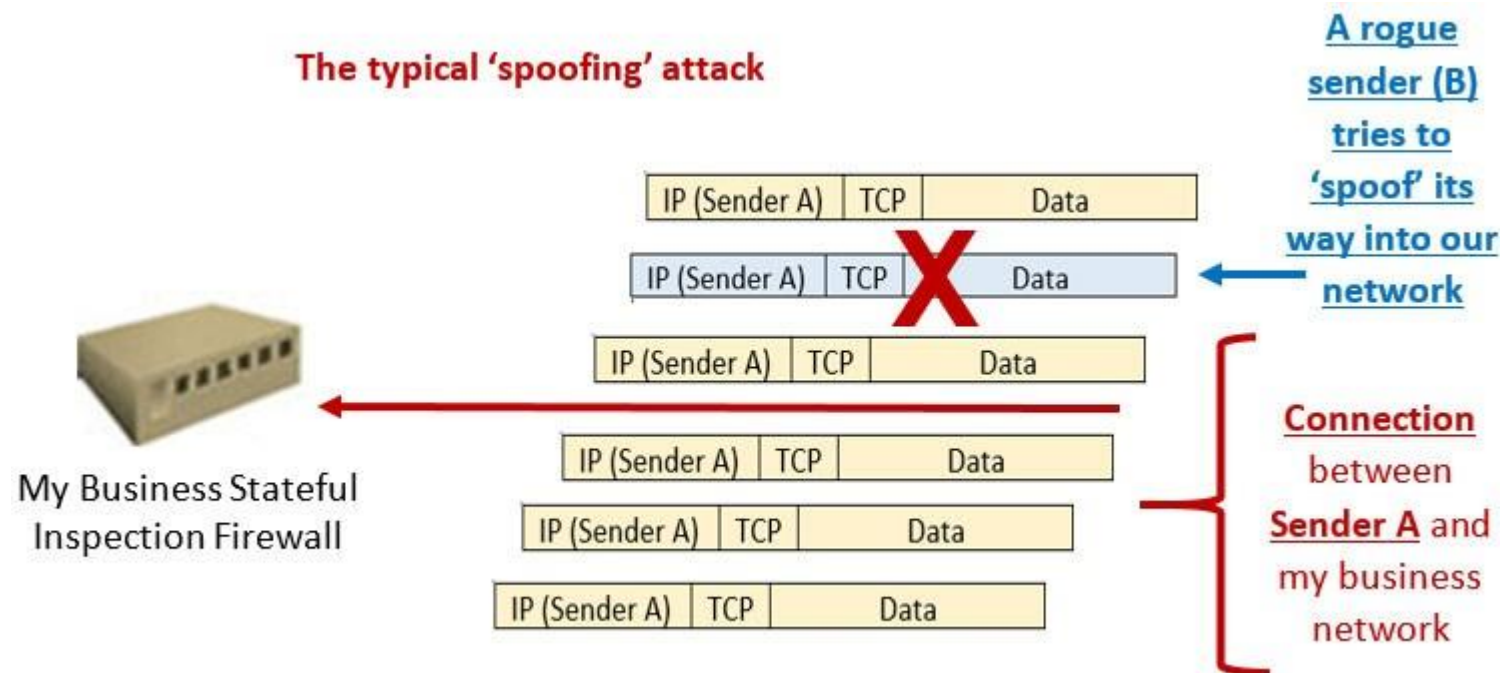 The typical ‘spoofing’ attack
A rogue
sender (B)
tries to
‘spoof’ its
way into our
network
IP (Sender A) TCP Data
IP (Sender A) TCP Data
X
IP (Sender A) TCP Data
IP (Sender A) TCP Data
IP (Sender A) TCP Data
IP (Sender A) TCP Data
My Business Stateful
Inspection Firewall
Connection
between
Sender A and
my business
network